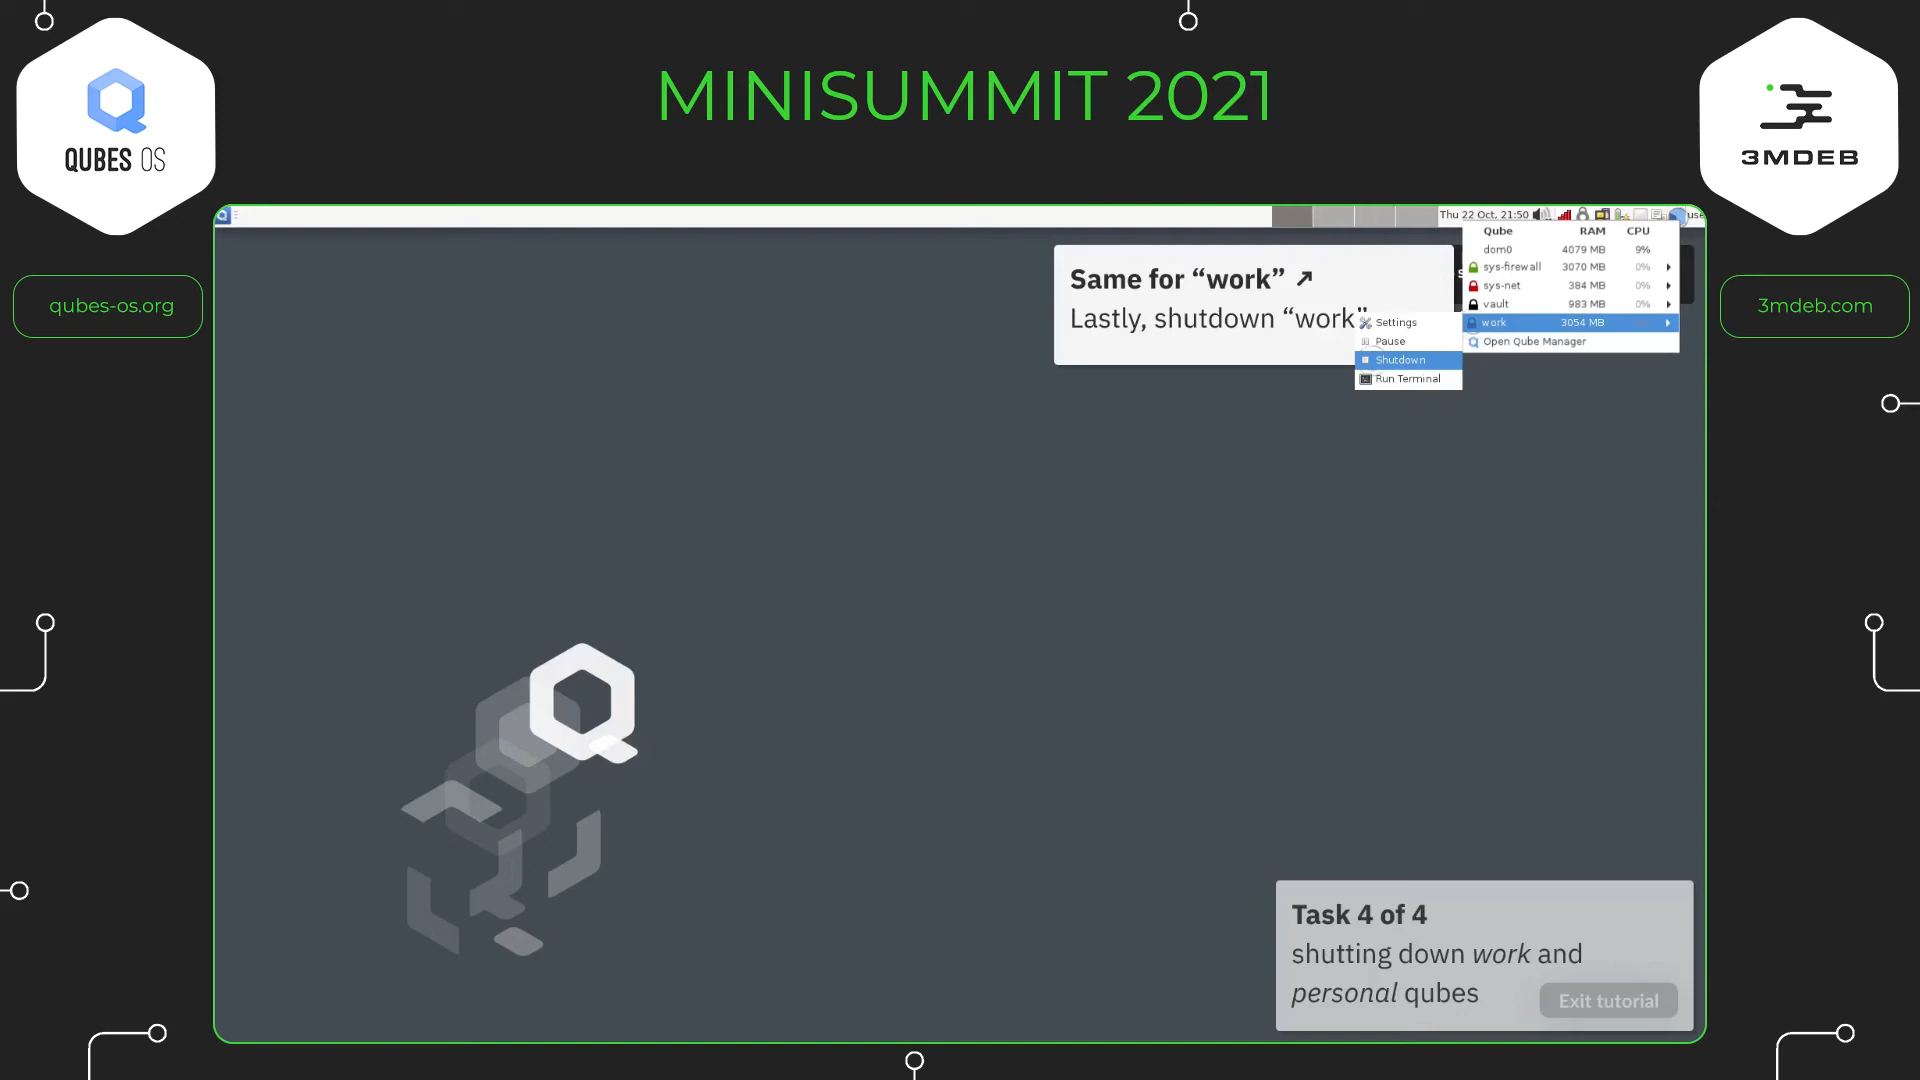 MINISUMMIT 2021
QUBES OS
3MDEB
qubes-os.org
3mdeb.com
Thu 22 Oct, 21:50
Qube RAM CPU
dom0 4079 MB 9%
sys-firewall 3070 MB 0%
sys-net 384 MB 0%
vault 983 MB 0%
work 3054 MB
Open Qube Manager
Same for “work” ↗
Lastly, shutdown “work”
Settings
Pause
Shutdown
Run Terminal
Task 4 of 4
shutting down work and
personal qubes
Exit tutorial